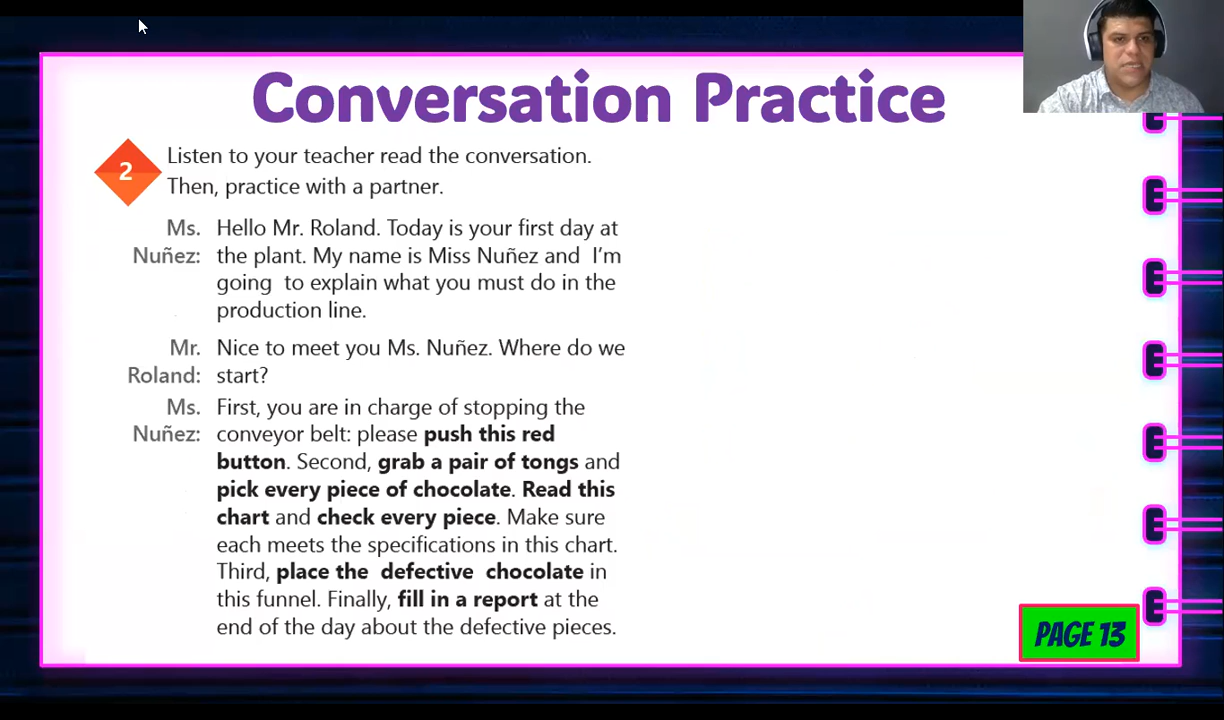 Conversation Practice
2
Listen to your teacher read the conversation.
Then, practice with a partner.
Ms. Hello Mr. Roland. Today is your first day at
Nuñez: the plant. My name is Miss Nuñez and I'm
going to explain what you must do in the
production line.
Mr. Nice to meet you Ms. Nuñez. Where do we
Roland: start?
Ms. First, you are in charge of stopping the
Nuñez: conveyor belt: please push this red
button. Second, grab a pair of tongs and
pick every piece of chocolate. Read this
chart and check every piece. Make sure
each meets the specifications in this chart.
Third, place the defective chocolate in
this funnel. Finally, fill in a report at the
end of the day about the defective pieces.
PAGE 13